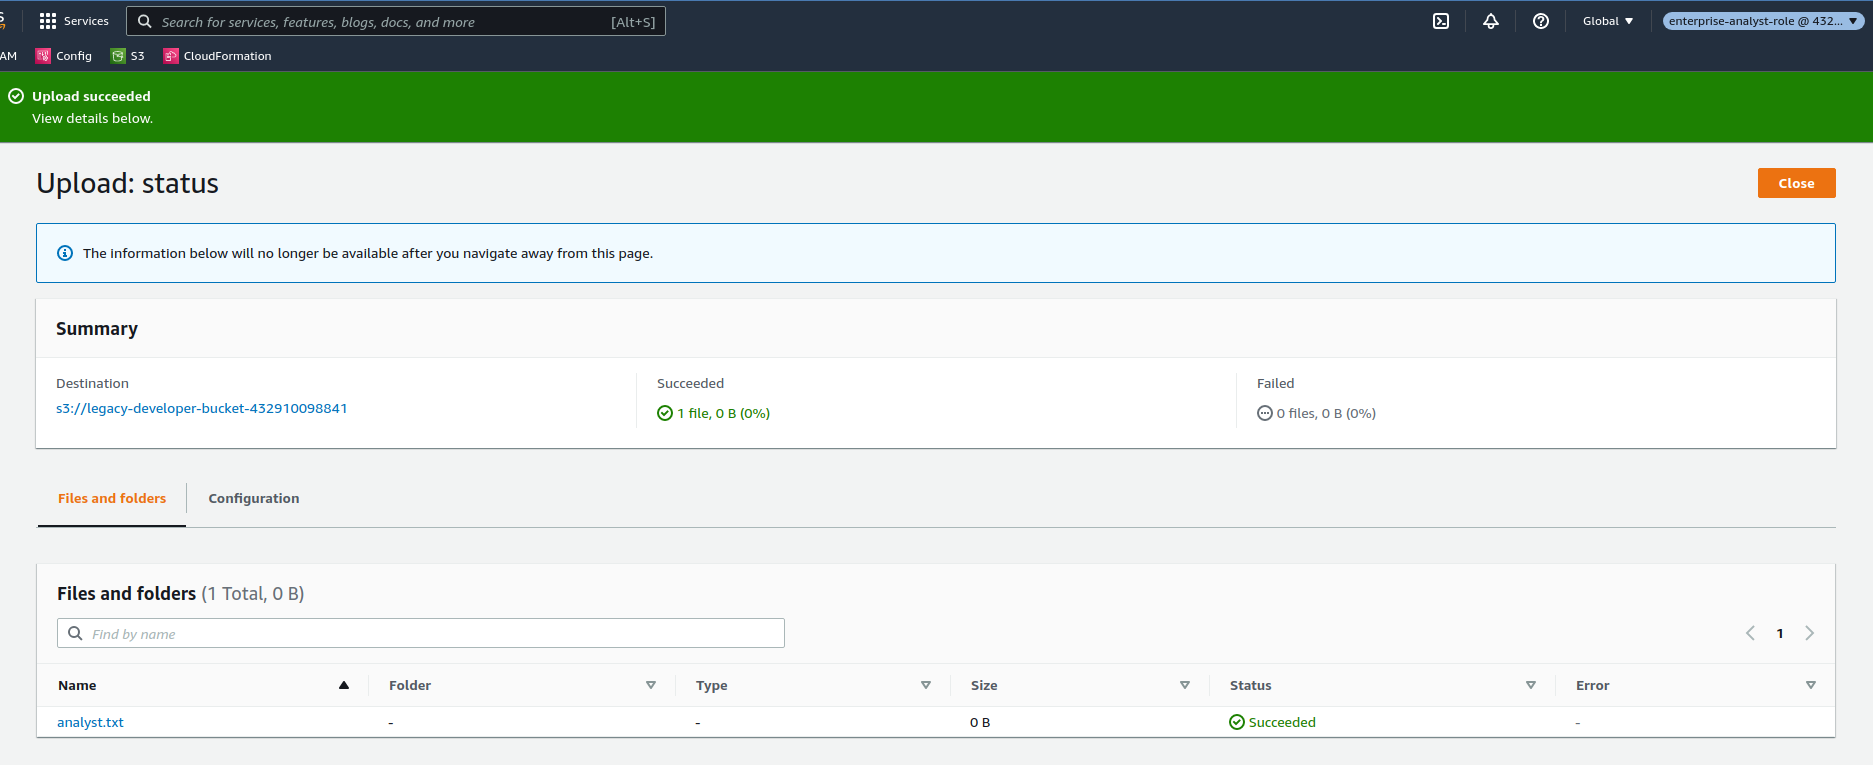 Services
Search for services, features, blogs, docs, and more [Alt+S]
Global
enterprise-analyst-role @ 432...
AM Config S3 CloudFormation
Upload succeeded
View details below.
Upload: status
Close
The information below will no longer be available after you navigate away from this page.
Summary
Destination
s3://legacy-developer-bucket-432910098841
Succeeded
1 file, 0 B (0%)
Failed
0 files, 0 B (0%)
Files and folders
Configuration
Files and folders (1 Total, 0 B)
Find by name
1
Name Folder Type Size Status Error
analyst.txt - - 0 B Succeeded -